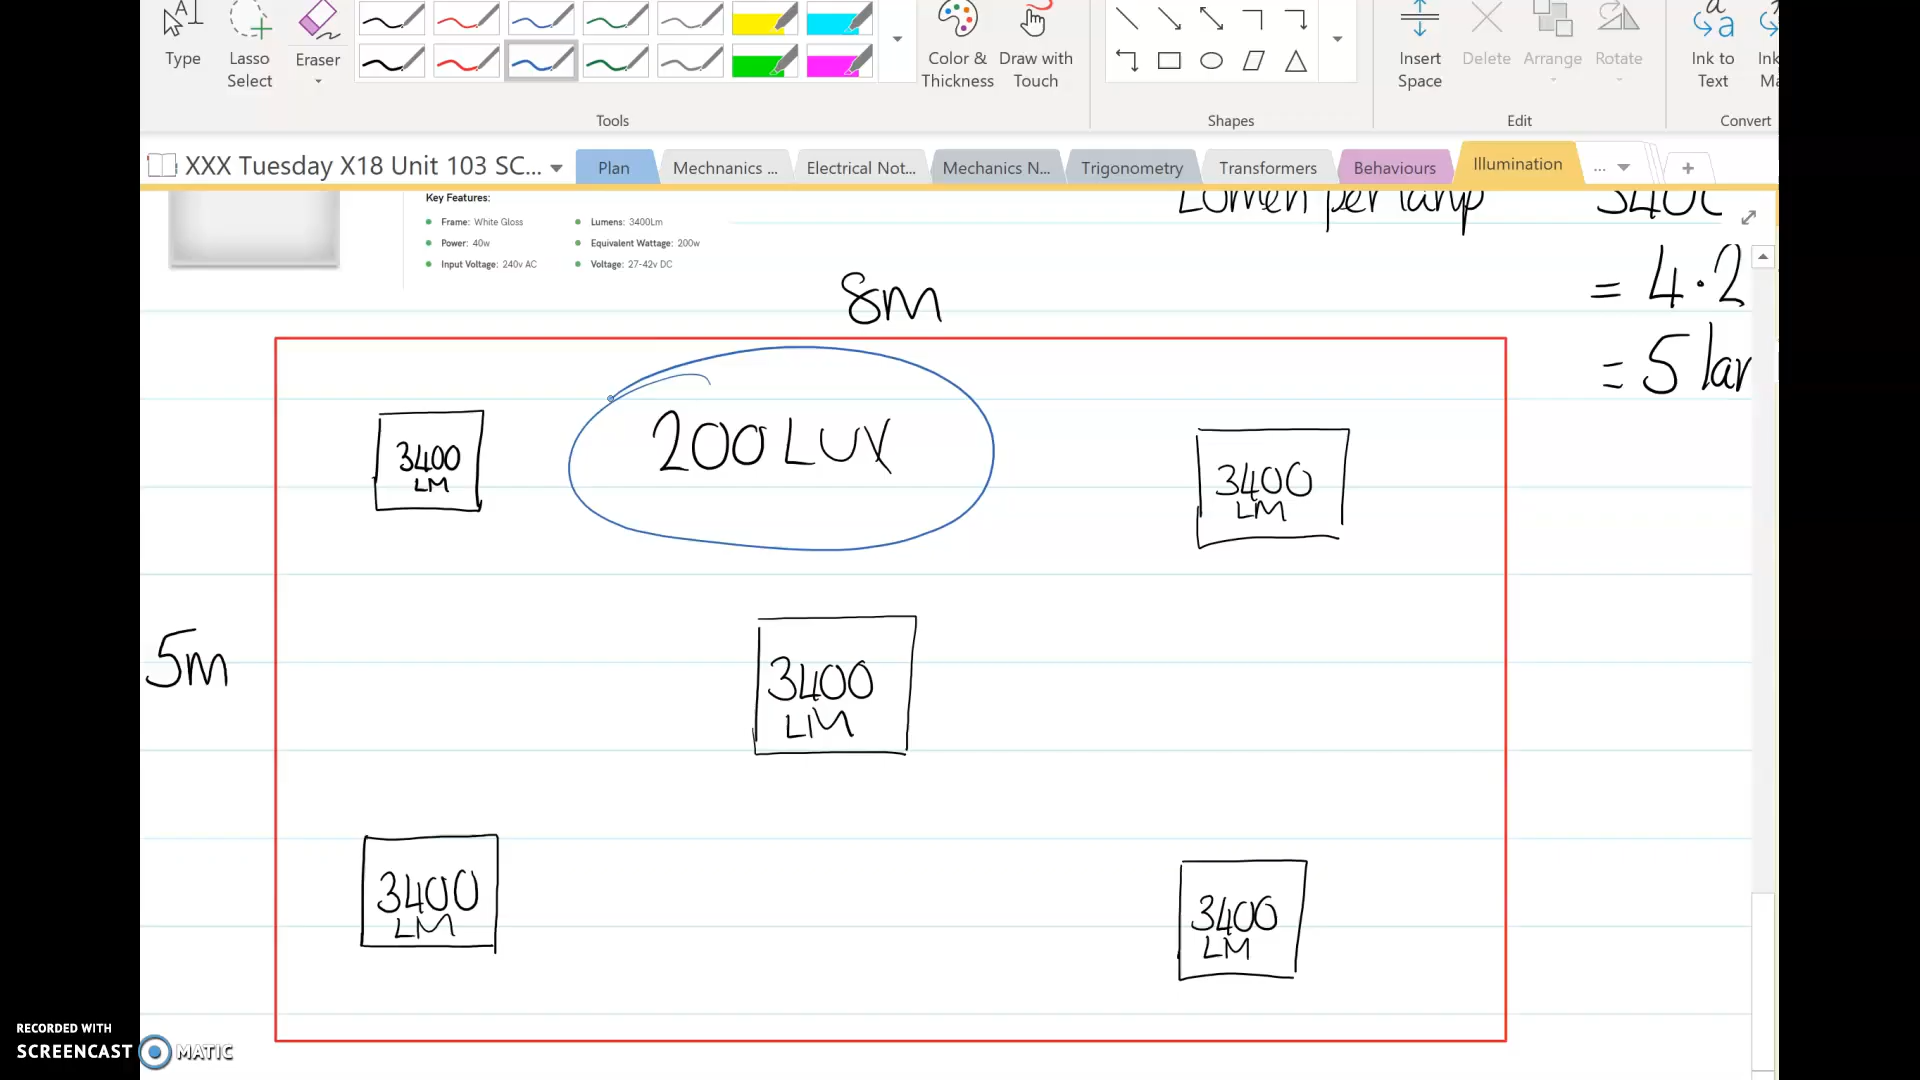 Type
Lasso Select
Eraser
Color & Thickness
Draw with Touch
Insert Space
Delete
Arrange
Rotate
Ink to Text
Tools
Shapes
Edit
Convert
XXX Tuesday X18 Unit 103 SC...
Plan
Mechnanics ...
Electrical Not...
Mechanics N...
Trigonometry
Transformers
Behaviours
Illumination
...
Key Features:
Frame: White Gloss
Lumens: 3400Lm
Power: 40w
Equivalent Wattage: 200w
Input Voltage: 240v AC
Voltage: 27-42v DC
Lumen per lamp
= 4.2
= 5 
8m
200 LUX
3400
LM
3400
LM
5m
3400
LM
3400
LM
3400
LM
RECORDED WITH
SCREENCAST MATIC